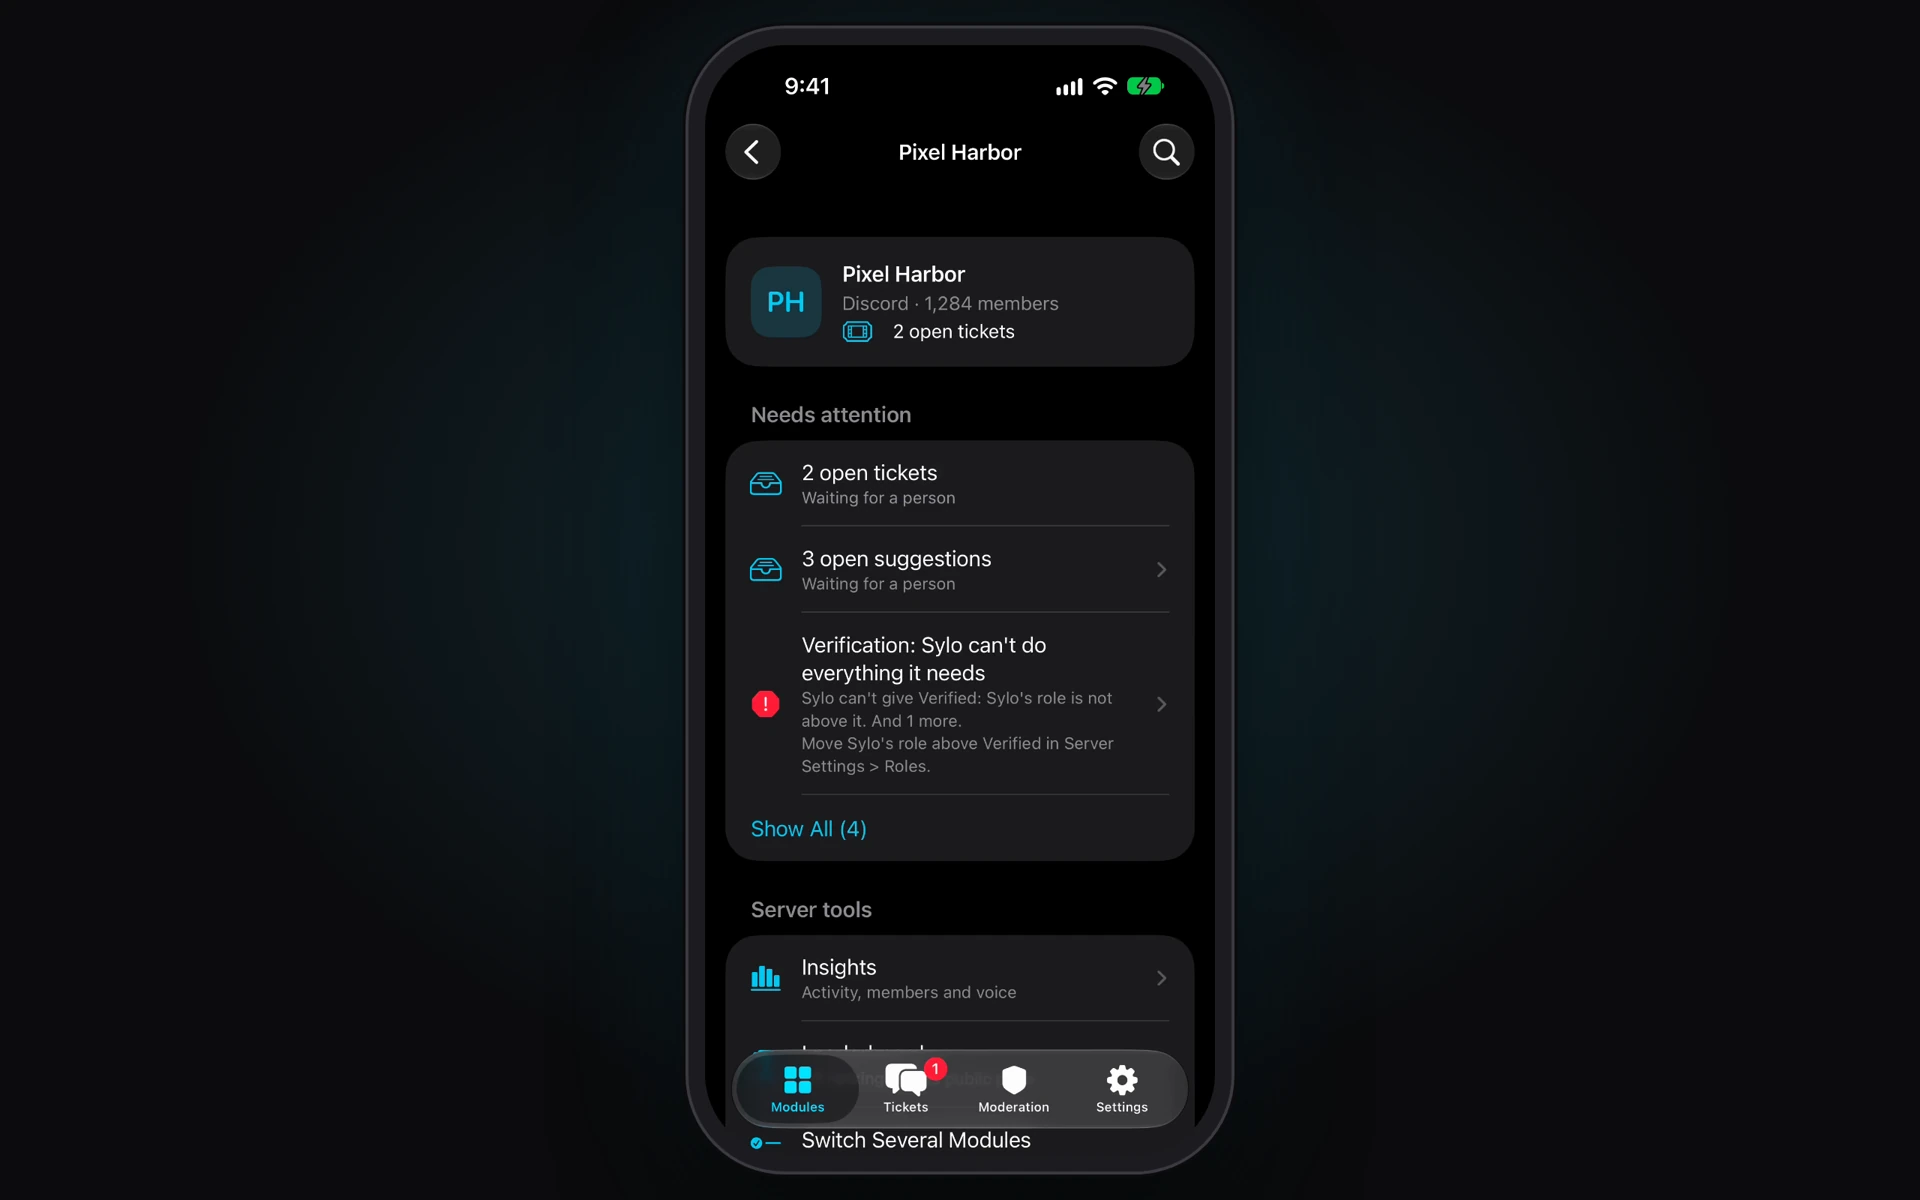 9:41
Pixel Harbor
PH
Pixel Harbor
Discord · 1,284 members
2 open tickets
Needs attention
2 open tickets
Waiting for a person
3 open suggestions
Waiting for a person
Verification: Sylo can't do
everything it needs
Sylo can't give Verified: Sylo's role is not
above it. And 1 more.
Move Sylo's role above Verified in Server
Settings > Roles.
Show All (4)
Server tools
Insights
Activity, members and voice
1
Modules
Tickets
Moderation
Settings
Switch Several Modules